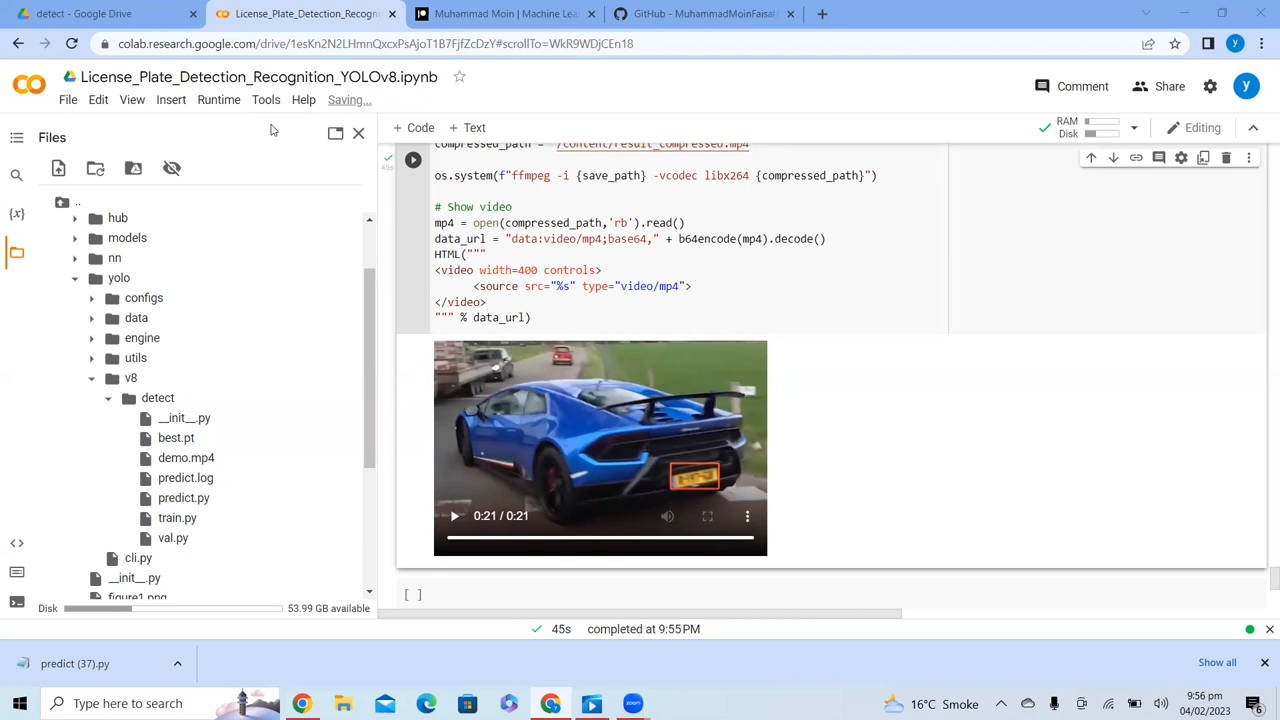 detect - Google Drive
License_Plate_Detection_Recogni
Muhammad Moin | Machine Lea
GitHub - MuhammadMoinFaisal/
colab.research.google.com/drive/1esKn2N2LHmnQxcxPsAjoT1B7FjfZcDzY#scrollTo=WkR9WDjCEn18
License_Plate_Detection_Recognition_YOLOv8.ipynb
Comment
Share
File Edit View Insert Runtime Tools Help Saving...
Files
+ Code + Text
RAM
Disk
Editing
..
hub
models
nn
yolo
configs
data
engine
utils
v8
detect
__init__.py
best.pt
demo.mp4
predict.log
predict.py
train.py
val.py
cli.py
__init__.py
figure1.png
Disk 53.99 GB available
45s
compressed_path = "/content/result_compressed.mp4"
os.system(f"ffmpeg -i {save_path} -vcodec libx264 {compressed_path}")
# Show video
mp4 = open(compressed_path,'rb').read()
data_url = "data:video/mp4;base64," + b64encode(mp4).decode()
HTML("""
<video width=400 controls>
<source src="%s" type="video/mp4">
</video>
""" % data_url)
0:21 / 0:21
[ ]
45s completed at 9:55 PM
predict (37).py
Show all
Type here to search
zoom
16°C Smoke
9:56 pm
04/02/2023
6